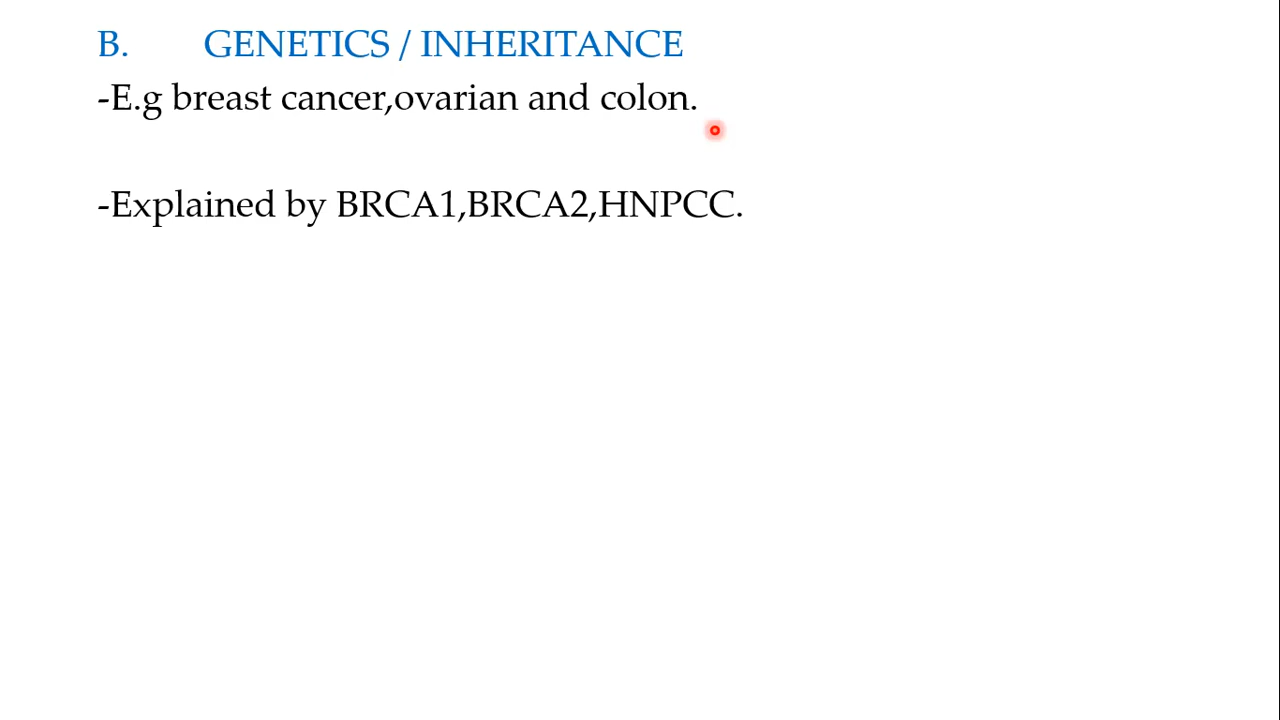 B. GENETICS / INHERITANCE
-E.g breast cancer,ovarian and colon.
-Explained by BRCA1,BRCA2,HNPCC.